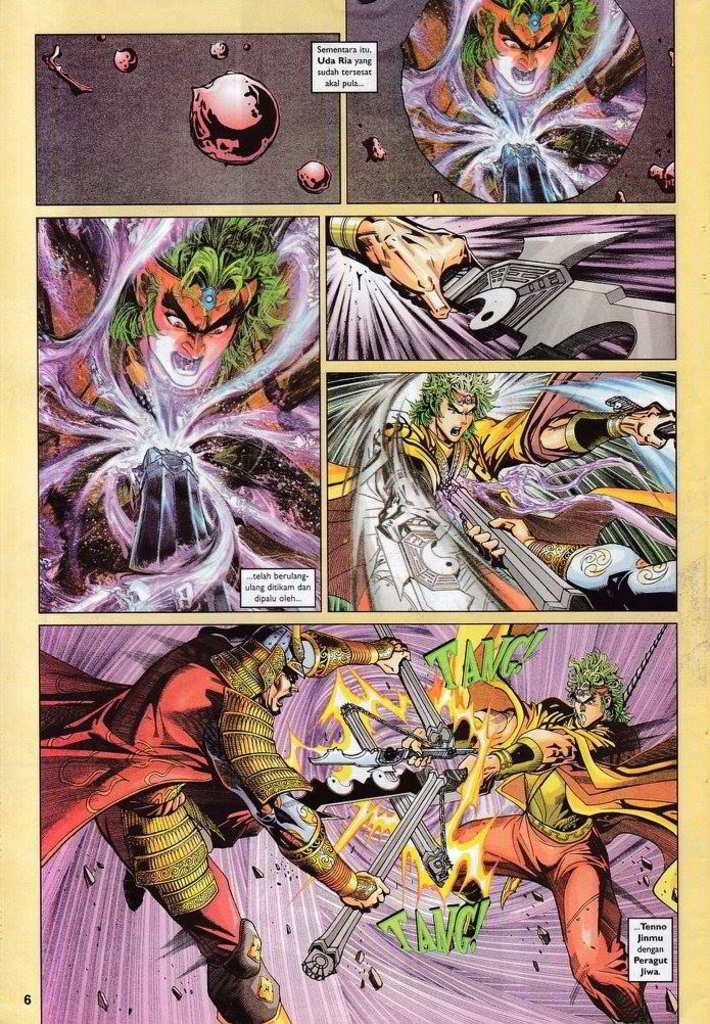 Sementara itu,
Uda Ria yang
sudah tersesat
akal pula...
...telah berulang-
ulang ditikam dan
dipalu oleh...
TANG!
TANG!
...Tenno
Jinmu
dengan
Peragut
Jiwa.
6